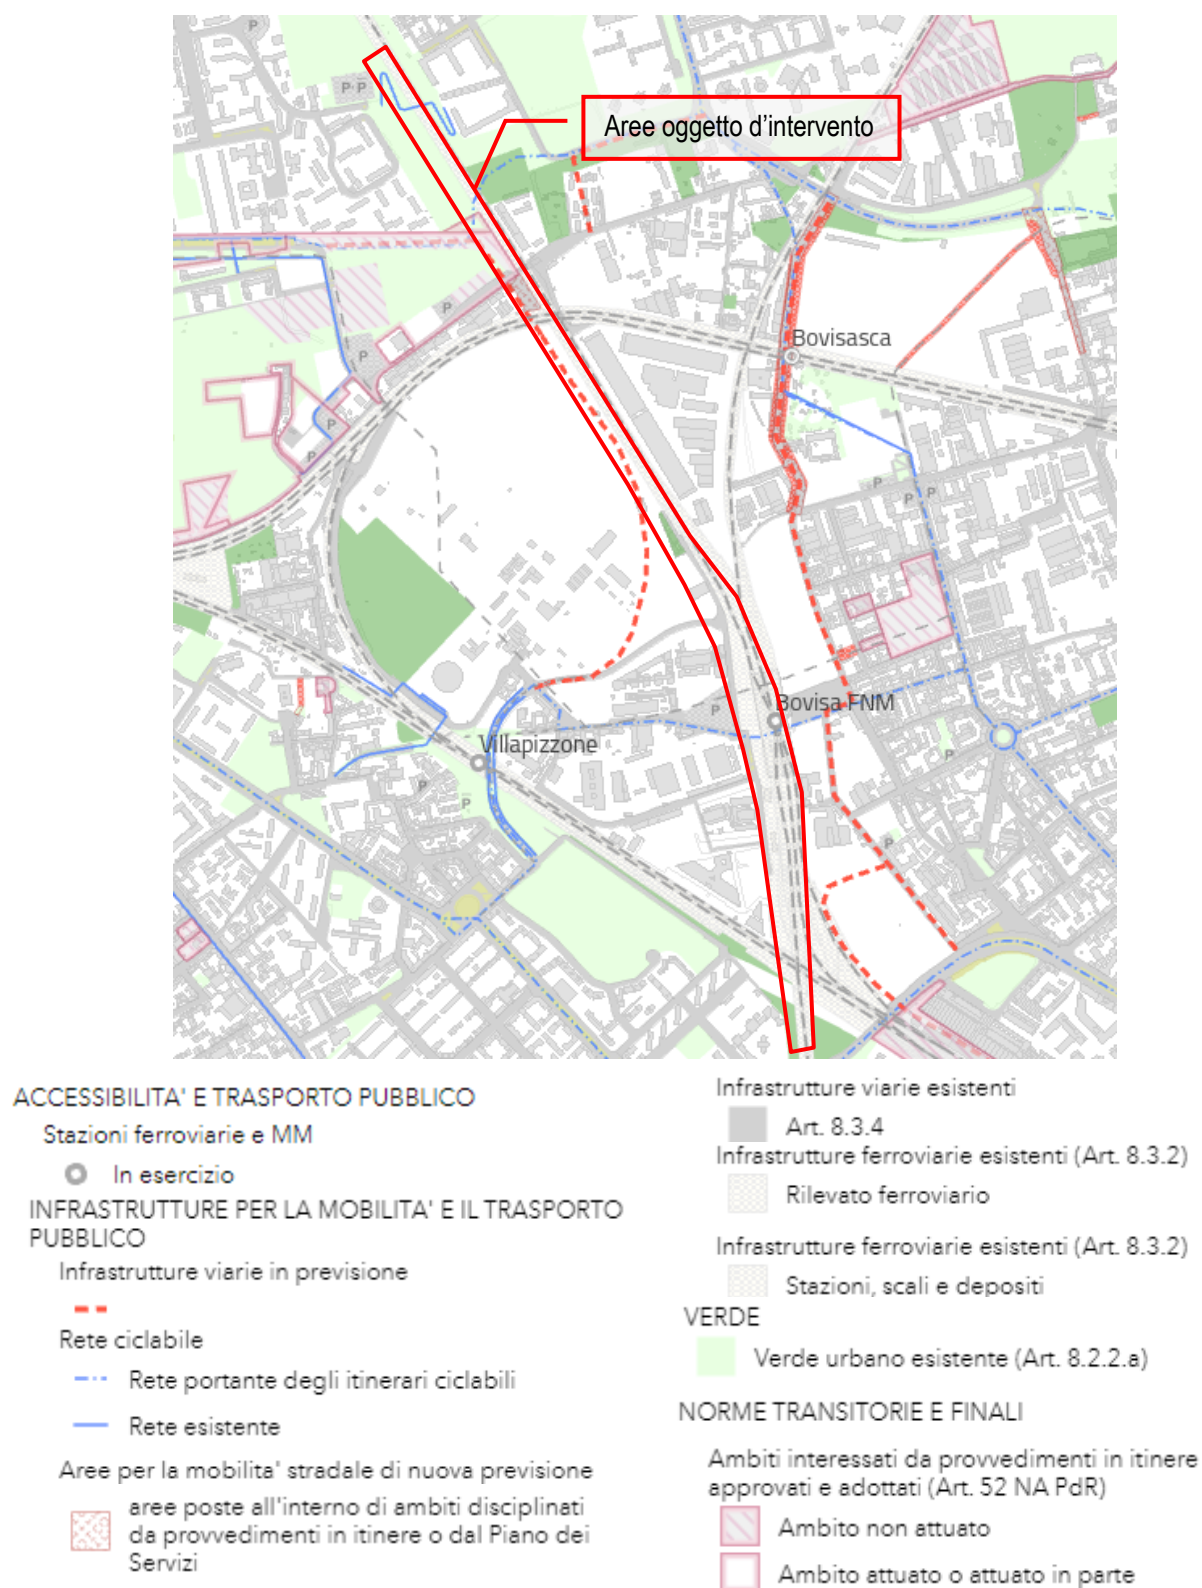 P P
Aree oggetto d'intervento
P
Bovisasca
P
P
P
P
P
P
Bovisa FNM
P
Villapizzone
P
P
P
P
ACCESSIBILITA' E TRASPORTO PUBBLICO
Stazioni ferroviarie e MM
In esercizio
INFRASTRUTTURE PER LA MOBILITA' E IL TRASPORTO
PUBBLICO
Infrastrutture viarie in previsione
Rete ciclabile
Rete portante degli itinerari ciclabili
Rete esistente
Aree per la mobilita' stradale di nuova previsione
aree poste all'interno di ambiti disciplinati
da provvedimenti in itinere o dal Piano dei
Servizi
Infrastrutture viarie esistenti
Art. 8.3.4
Infrastrutture ferroviarie esistenti (Art. 8.3.2)
Rilevato ferroviario
Infrastrutture ferroviarie esistenti (Art. 8.3.2)
Stazioni, scali e depositi
VERDE
Verde urbano esistente (Art. 8.2.2.a)
NORME TRANSITORIE E FINALI
Ambiti interessati da provvedimenti in itinere
approvati e adottati (Art. 52 NA PdR)
Ambito non attuato
Ambito attuato o attuato in parte